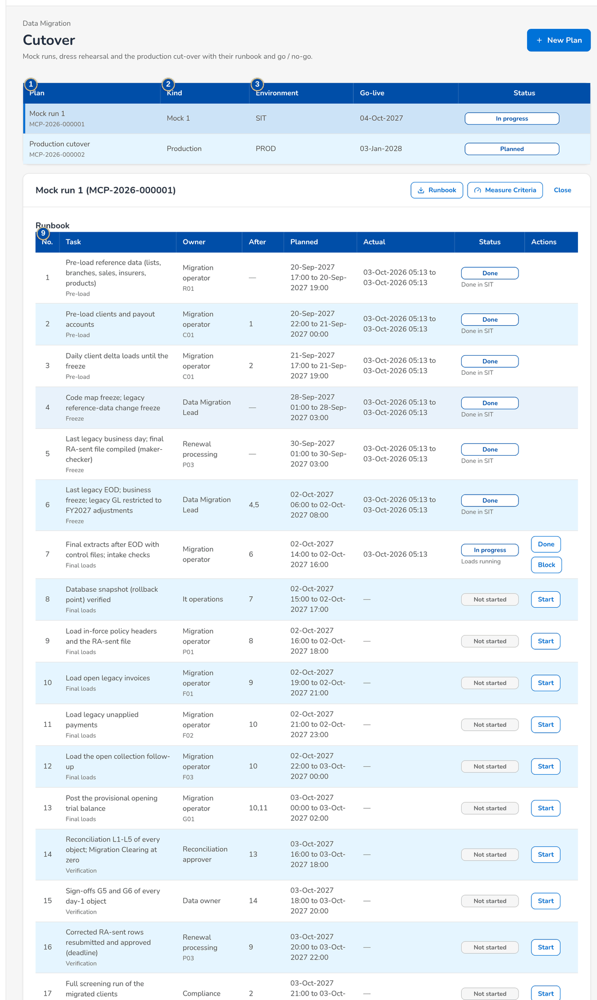 Data Migration
Cutover
Mock runs, dress rehearsal and the production cut-over with their runbook and go / no-go.
+ New Plan
1 2 3
Plan Kind Environment Go-live Status
Mock run 1
MCP-2026-000001
Mock 1 SIT 04-Oct-2027 In progress
Production cutover
MCP-2026-000002
Production PROD 03-Jan-2028 Planned
Mock run 1 (MCP-2026-000001)
Runbook Measure Criteria Close
Runbook
9
No. Task Owner After Planned Actual Status Actions
1
Pre-load reference data (lists,
branches, sales, insurers,
products)
Pre-load
Migration
operator
R01
—
20-Sep-2027
17:00 to 20-Sep-
2027 19:00
03-Oct-2026 05:13 to
03-Oct-2026 05:13
Done
Done in SIT
2
Pre-load clients and payout
accounts
Pre-load
Migration
operator
C01
1
20-Sep-2027
22:00 to 21-Sep-
2027 00:00
03-Oct-2026 05:13 to
03-Oct-2026 05:13
Done
Done in SIT
3
Daily client delta loads until the
freeze
Pre-load
Migration
operator
C01
2
21-Sep-2027
17:00 to 21-Sep-
2027 19:00
03-Oct-2026 05:13 to
03-Oct-2026 05:13
Done
Done in SIT
4
Code map freeze; legacy
reference-data change freeze
Freeze
Data Migration
Lead
—
28-Sep-2027
01:00 to 28-Sep-
2027 03:00
03-Oct-2026 05:13 to
03-Oct-2026 05:13
Done
Done in SIT
5
Last legacy business day; final
RA-sent file compiled (maker-
checker)
Freeze
Renewal
processing
P03
—
30-Sep-2027
01:00 to 30-Sep-
2027 03:00
03-Oct-2026 05:13 to
03-Oct-2026 05:13
Done
Done in SIT
6
Last legacy EOD; business
freeze; legacy GL restricted to
FY2027 adjustments
Freeze
Data Migration
Lead
4,5
02-Oct-2027
06:00 to 02-Oct-
2027 08:00
03-Oct-2026 05:13 to
03-Oct-2026 05:13
Done
Done in SIT
7
Final extracts after EOD with
control files; intake checks
Final loads
Migration
operator
6
02-Oct-2027
14:00 to 02-Oct-
2027 16:00
03-Oct-2026 05:13
In progress
Loads running
Done
Block
8
Database snapshot (rollback
point) verified
Final loads
It operations
7
02-Oct-2027
15:00 to 02-Oct-
2027 17:00
—
Not started
Start
9
Load in-force policy headers
and the RA-sent file
Final loads
Migration
operator
P01
8
02-Oct-2027
16:00 to 02-Oct-
2027 18:00
—
Not started
Start
10
Load open legacy invoices
Final loads
Migration
operator
F01
9
02-Oct-2027
19:00 to 02-Oct-
2027 21:00
—
Not started
Start
11
Load legacy unapplied
payments
Final loads
Migration
operator
F02
10
02-Oct-2027
21:00 to 02-Oct-
2027 23:00
—
Not started
Start
12
Load the open collection follow-
up
Final loads
Migration
operator
F03
10
02-Oct-2027
22:00 to 03-Oct-
2027 00:00
—
Not started
Start
13
Post the provisional opening
trial balance
Final loads
Migration
operator
G01
10,11
03-Oct-2027
00:00 to 03-Oct-
2027 02:00
—
Not started
Start
14
Reconciliation L1-L5 of every
object; Migration Clearing at
zero
Verification
Reconciliation
approver
13
03-Oct-2027
16:00 to 03-Oct-
2027 18:00
—
Not started
Start
15
Sign-offs G5 and G6 of every
day-1 object
Verification
Data owner
14
03-Oct-2027
18:00 to 03-Oct-
2027 20:00
—
Not started
Start
16
Corrected RA-sent rows
resubmitted and approved
(deadline)
Verification
Renewal
processing
P03
9
03-Oct-2027
20:00 to 03-Oct-
2027 22:00
—
Not started
Start
17
Full screening run of the
migrated clients
Compliance
2
03-Oct-2027
21:00 to 03-Oct-
—
Not started
Start